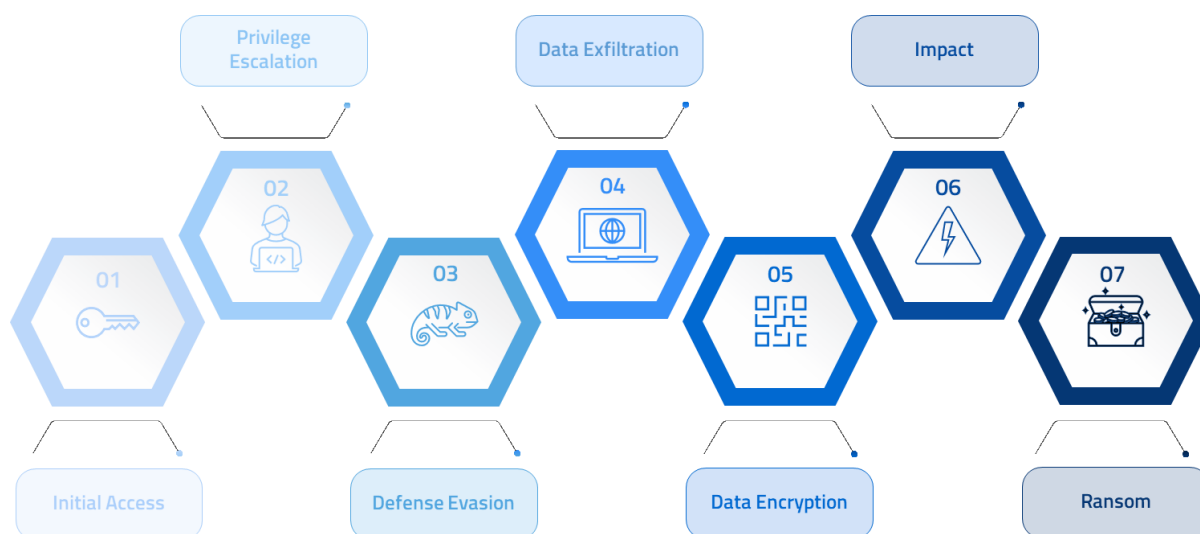 Privilege
Escalation
Data Exfiltration
Impact
02
04
06
01
03
05
07
</>
Initial Access
Defense Evasion
Data Encryption
Ransom